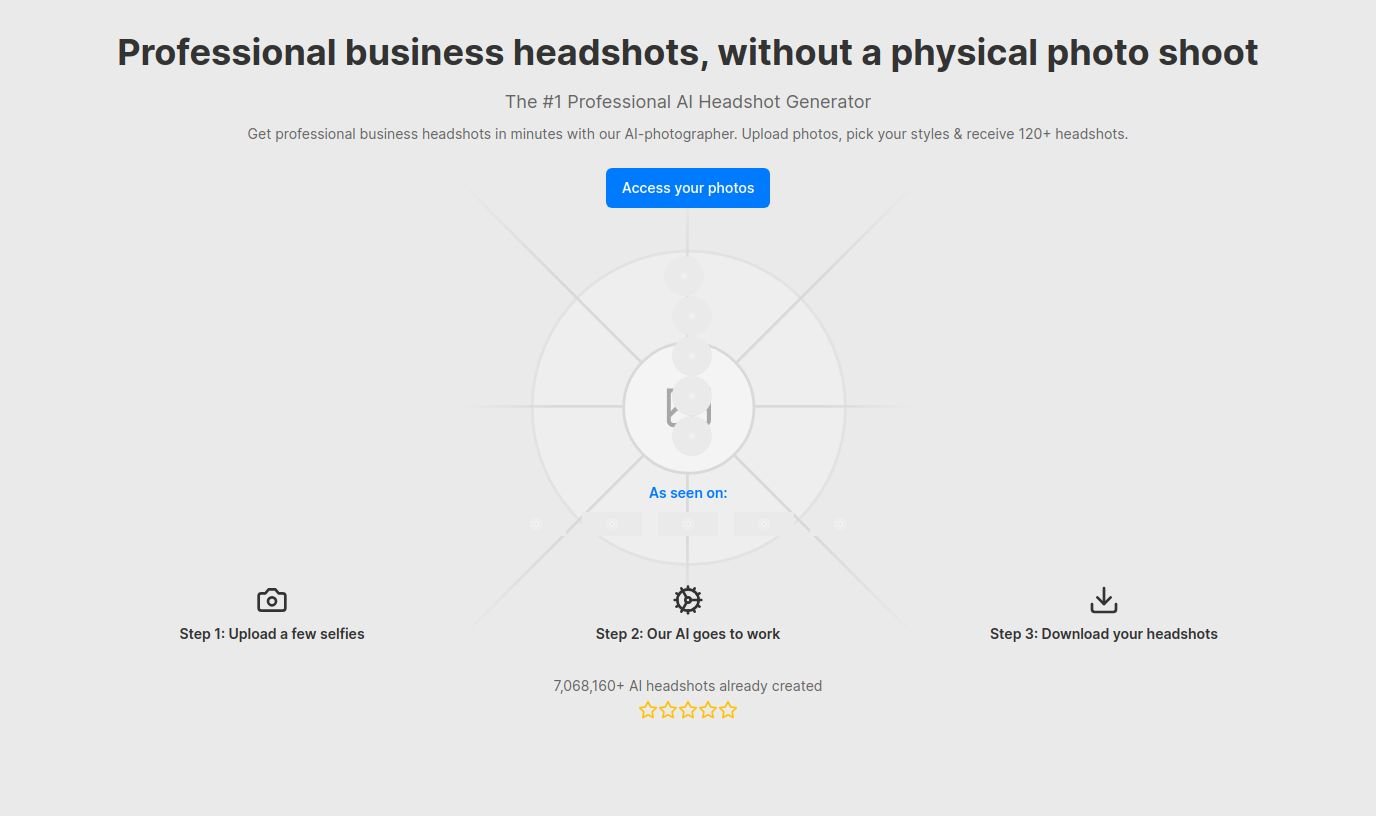 Professional business headshots, without a physical photo shoot
The #1 Professional AI Headshot Generator
Get professional business headshots in minutes with our AI-photographer. Upload photos, pick your styles & receive 120+ headshots.
Access your photos
As seen on:
Step 1: Upload a few selfies
Step 2: Our AI goes to work
Step 3: Download your headshots
7,068,160+ AI headshots already created